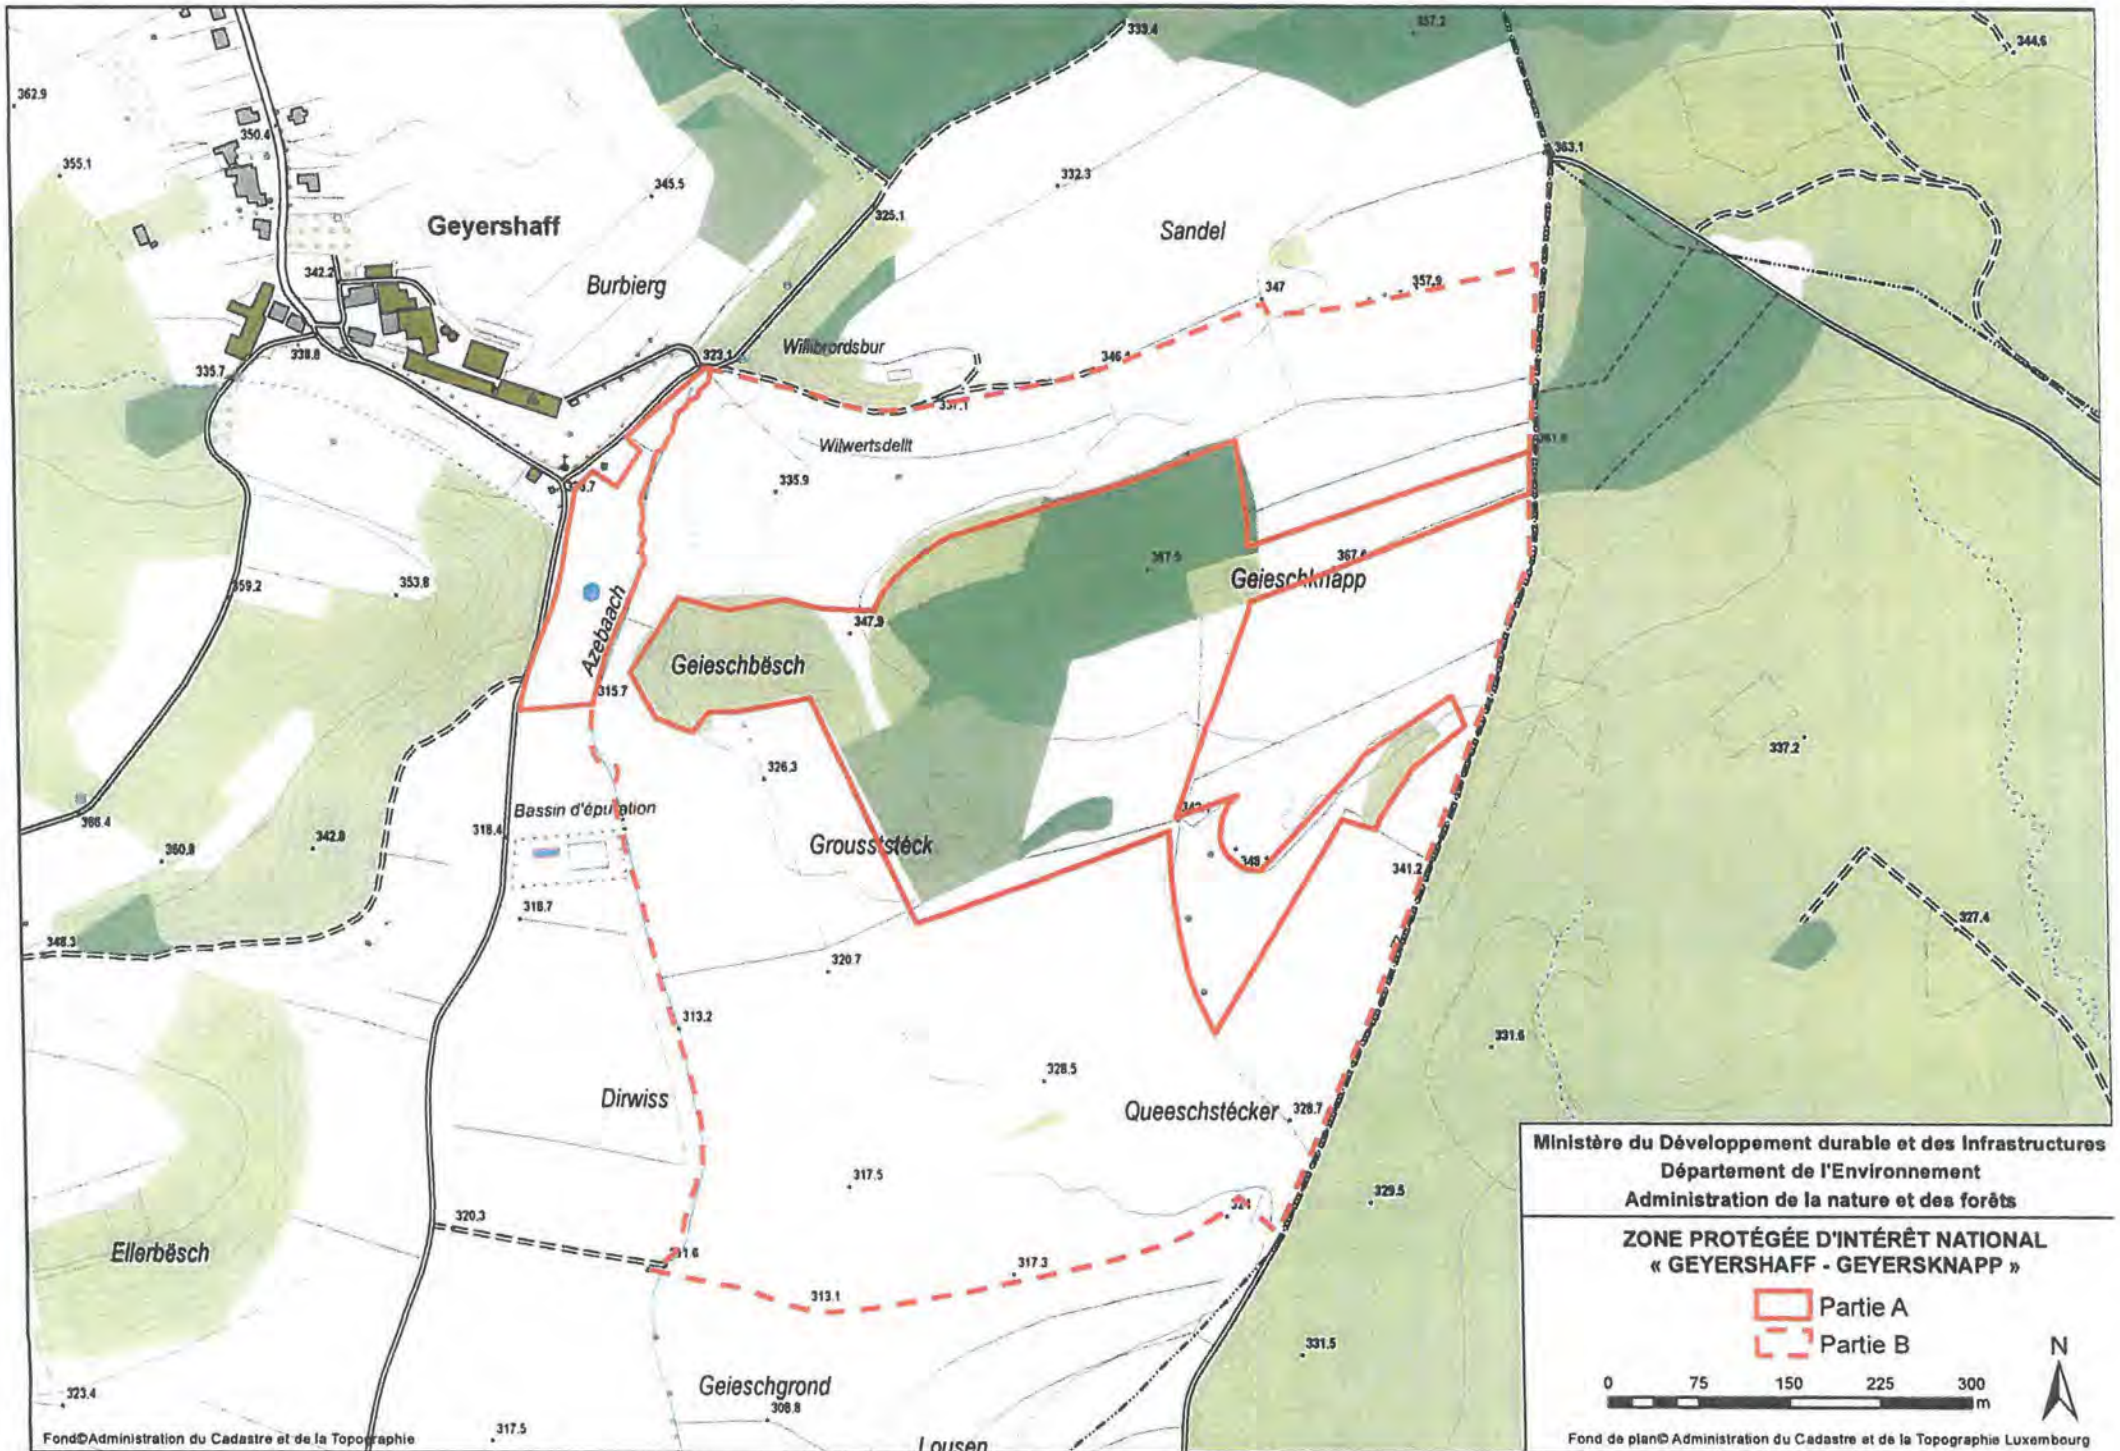 339.4
357.2
344.6
362.9
350.4
355.1
363.1
345.5
332.3
325.1
Geyershaff
Sandel
342.2
Burbierg
347
357.9
338.8
Willibrordsbur
323.1
335.7
Wilwertsdellt
335.9
367.6
Geieschknapp
353.8
359.2
Azebaach
347.9
Geieschbësch
315.7
337.2
326.3
Bassin d'épuration
318.4
366.4
342.8
360.8
Grousststéck
341.2
318.7
327.4
348.3
320.7
313.2
331.6
328.5
Dirwiss
Queeschstécker
328.7
317.5
329.5
320.3
Ellerbësch
317.3
313.1
331.5
Geieschgrond
323.4
308.8
317.5
Lousen
Fond©Administration du Cadastre et de la Topographie
Ministère du Développement durable et des Infrastructures
Département de l'Environnement
Administration de la nature et des forêts
ZONE PROTÉGÉE D'INTÉRÊT NATIONAL
« GEYERSHAFF - GEYERSKNAPP »
Partie A
Partie B
N
0 75 150 225 300
m
Fond de plan© Administration du Cadastre et de la Topographie Luxembourg